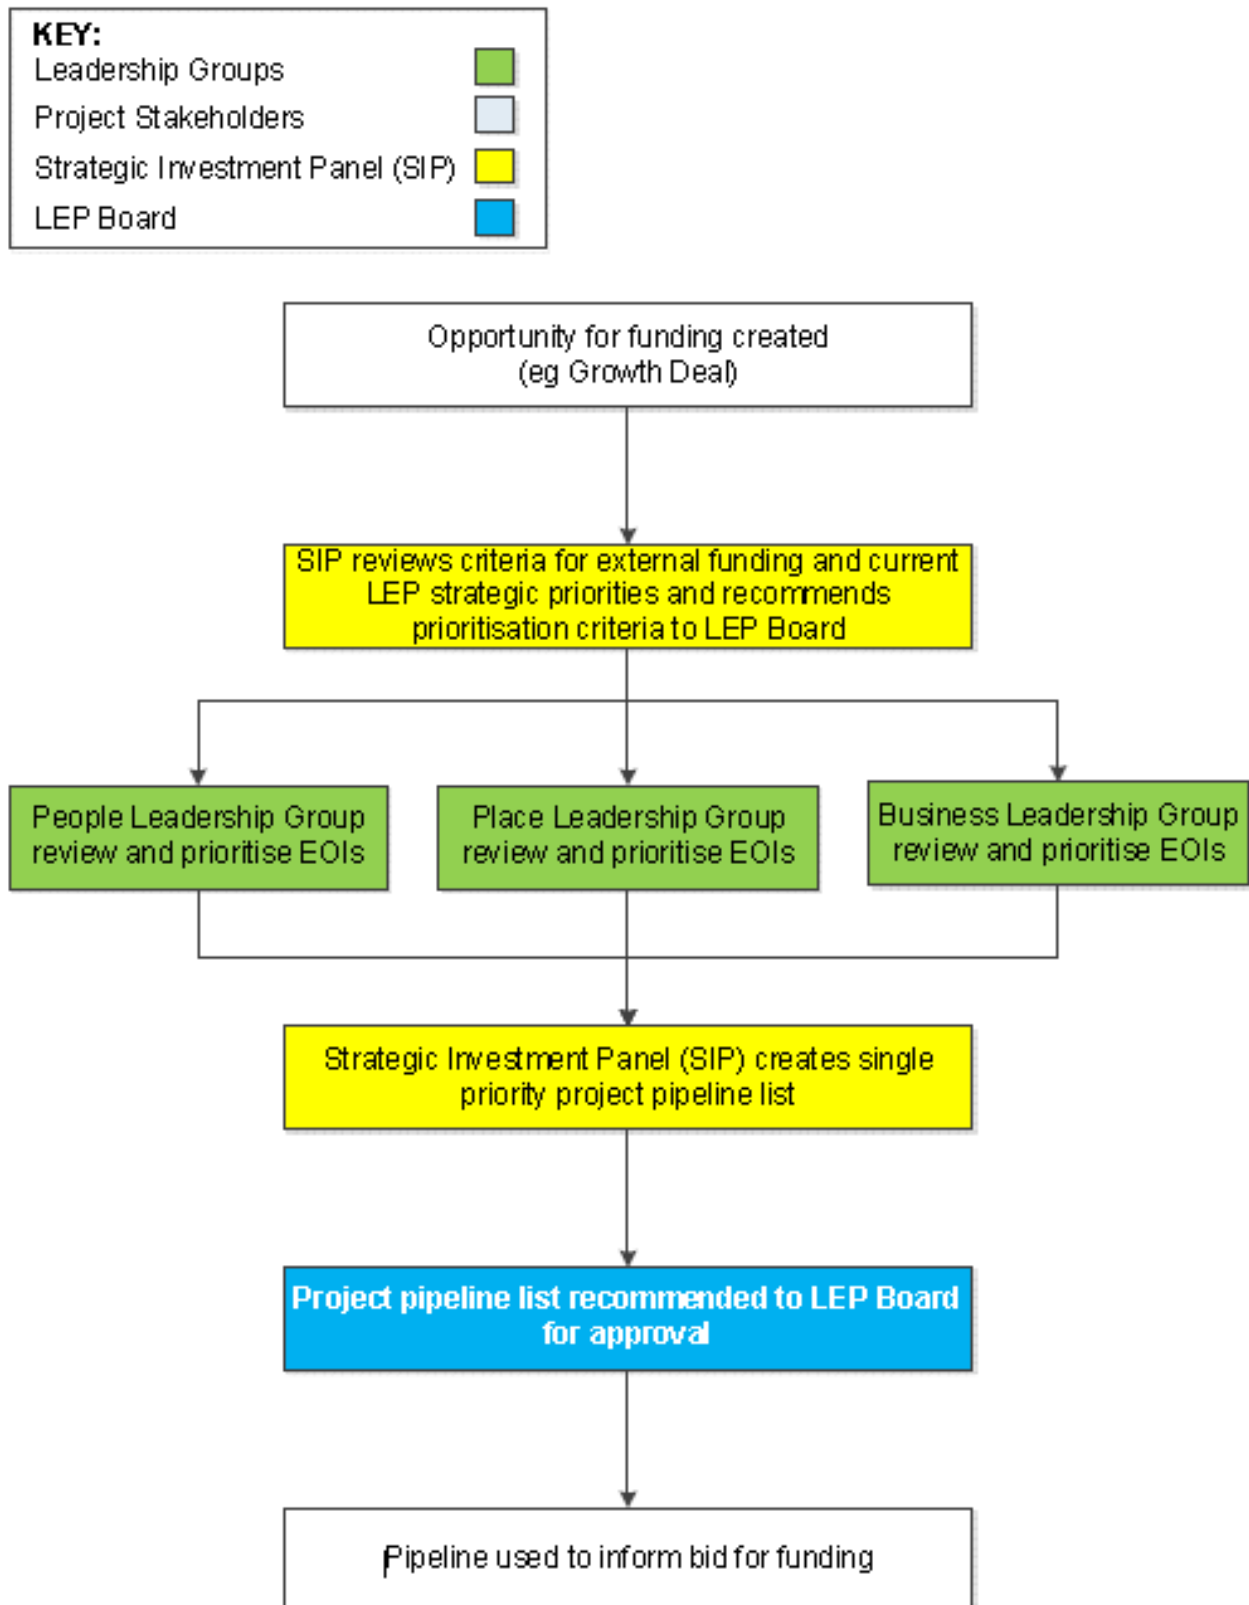 KEY:
Leadership Groups
Project Stakeholders
Strategic Investment Panel (SIP)
LEP Board
Opportunity for funding created
(eg Growth Deal)
SIP reviews criteria for external funding and current
LEP strategic priorities and recommends
prioritisation criteria to LEP Board
People Leadership Group
review and prioritise EOIs
Place Leadership Group
review and prioritise EOIs
Business Leadership Group
review and prioritise EOIs
Strategic Investment Panel (SIP) creates single
priority project pipeline list
Project pipeline list recommended to LEP Board
for approval
Pipeline used to inform bid for funding